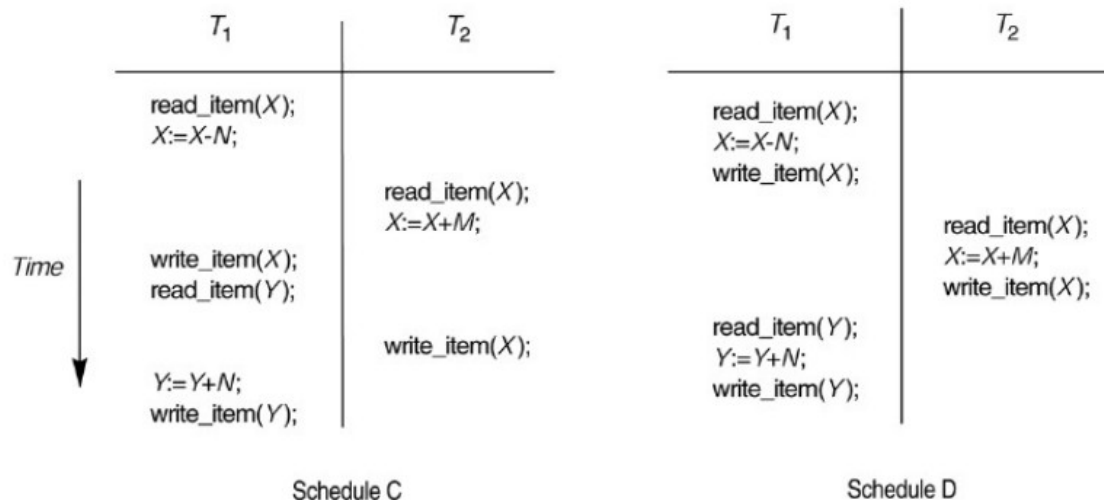 T1 T2
read_item(X);
X:=X-N;
read_item(X);
X:=X+M;
write_item(X);
read_item(Y);
write_item(X);
Y:=Y+N;
write_item(Y);
Time
Schedule C
T1 T2
read_item(X);
X:=X-N;
write_item(X);
read_item(X);
X:=X+M;
write_item(X);
read_item(Y);
Y:=Y+N;
write_item(Y);
Schedule D